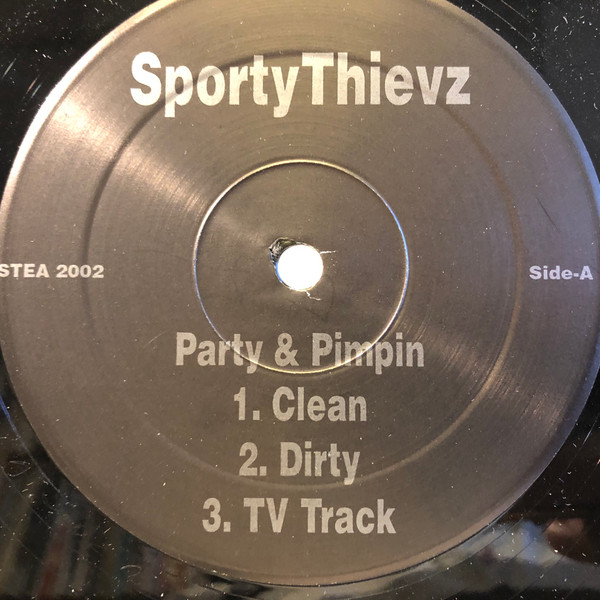 SportyThievz
STEA 2002
Side-A
Party & Pimpin
1. Clean
2. Dirty
3. TV Track